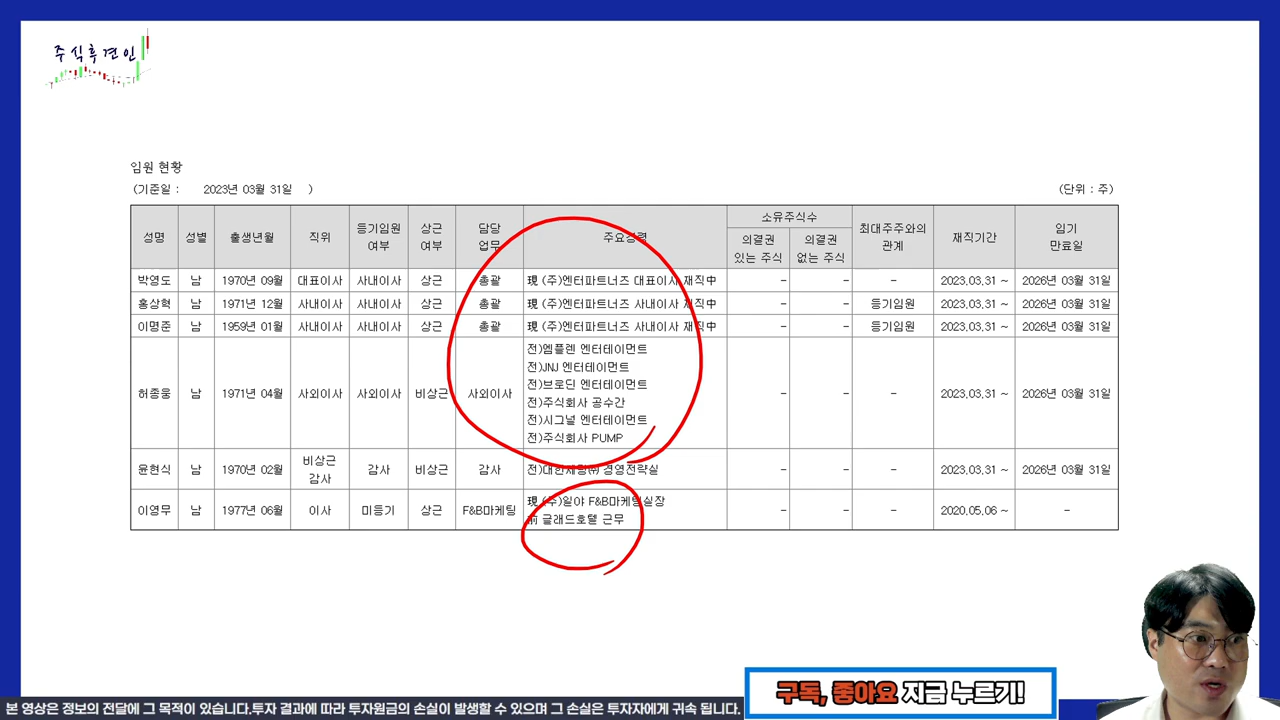 주식후견인
임원 현황
(기준일 : 2023년 03월 31일 )
(단위 : 주)
성명 성별 출생년월 직위 등기임원 여부 상근 여부 담당 업무 주요경력 소유주식수 최대주주와의 관계 재직기간 임기 만료일
의결권 있는 주식 의결권 없는 주식
박영도 남 1970년 09월 대표이사 사내이사 상근 총괄 現 (주)엔터파트너즈 대표이사 재직中 - - - 2023.03.31 ~ 2026년 03월 31일
홍상혁 남 1971년 12월 사내이사 사내이사 상근 총괄 現 (주)엔터파트너즈 사내이사 재직中 - - 등기임원 2023.03.31 ~ 2026년 03월 31일
이명준 남 1959년 01월 사내이사 사내이사 상근 총괄 現 (주)엔터파트너즈 사내이사 재직中 - - 등기임원 2023.03.31 ~ 2026년 03월 31일
허종웅 남 1971년 04월 사외이사 사외이사 비상근 사외이사 전)엠플렌 엔터테이먼트
전)JNJ 엔터테이먼트
전)브로딘 엔터테이먼트
전)주식회사 공수간
전)시그널 엔터테이먼트
전)주식회사 PUMP - - - 2023.03.31 ~ 2026년 03월 31일
윤현식 남 1970년 02월 비상근 감사 감사 비상근 감사 전)대한제당㈜ 경영전략실 - - - 2023.03.31 ~ 2026년 03월 31일
이영무 남 1977년 06월 이사 미등기 상근 F&B마케팅 現 (주)일야 F&B마케팅실장
前 글래드호텔 근무 - - - 2020.05.06 ~ -
구독, 좋아요 지금 누르기!
본 영상은 정보의 전달에 그 목적이 있습니다.투자 결과에 따라 투자원금의 손실이 발생할 수 있으며 그 손실은 투자자에게 귀속 됩니다.